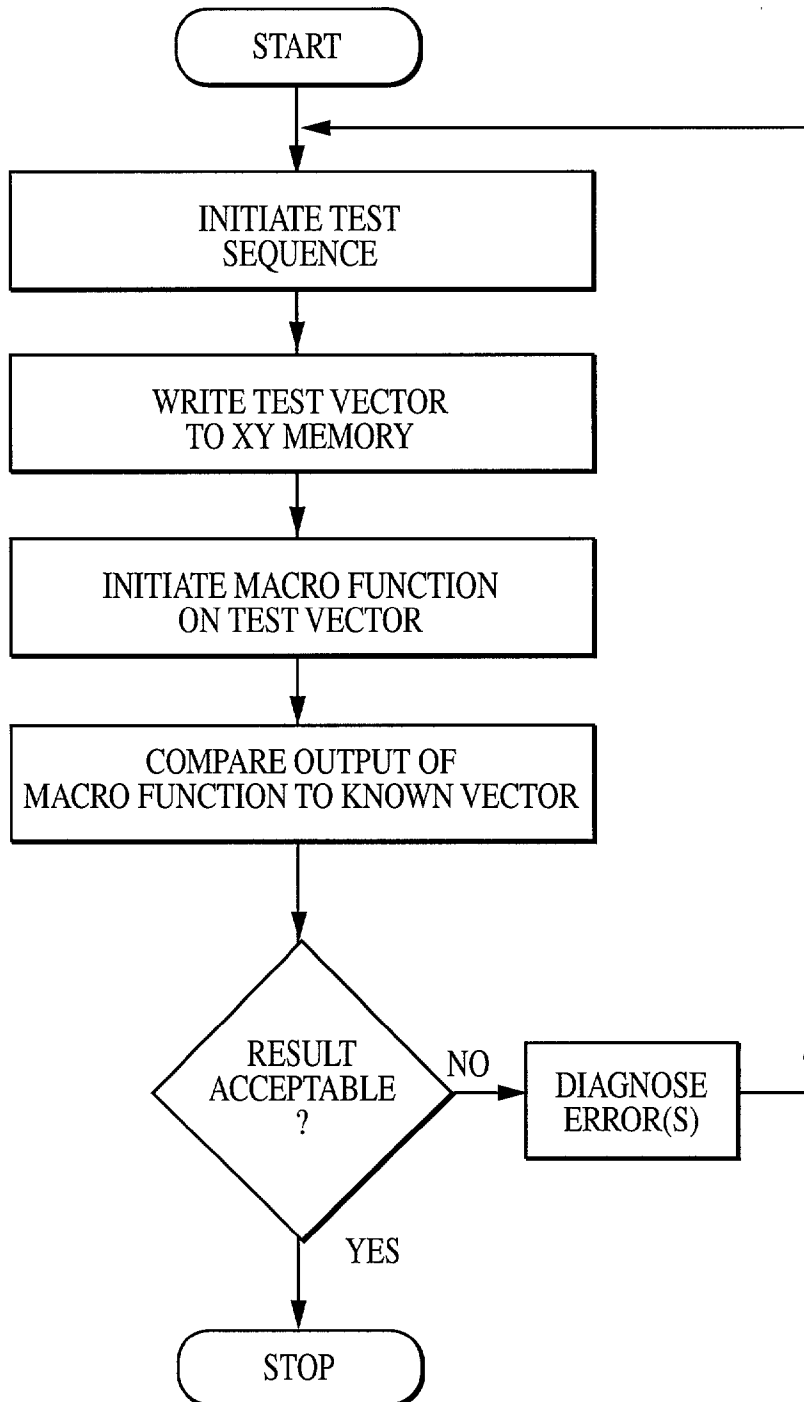 START
INITIATE TEST
SEQUENCE
WRITE TEST VECTOR
TO XY MEMORY
INITIATE MACRO FUNCTION
ON TEST VECTOR
COMPARE OUTPUT OF
MACRO FUNCTION TO KNOWN VECTOR
RESULT
ACCEPTABLE
?
NO
DIAGNOSE
ERROR(S)
YES
STOP